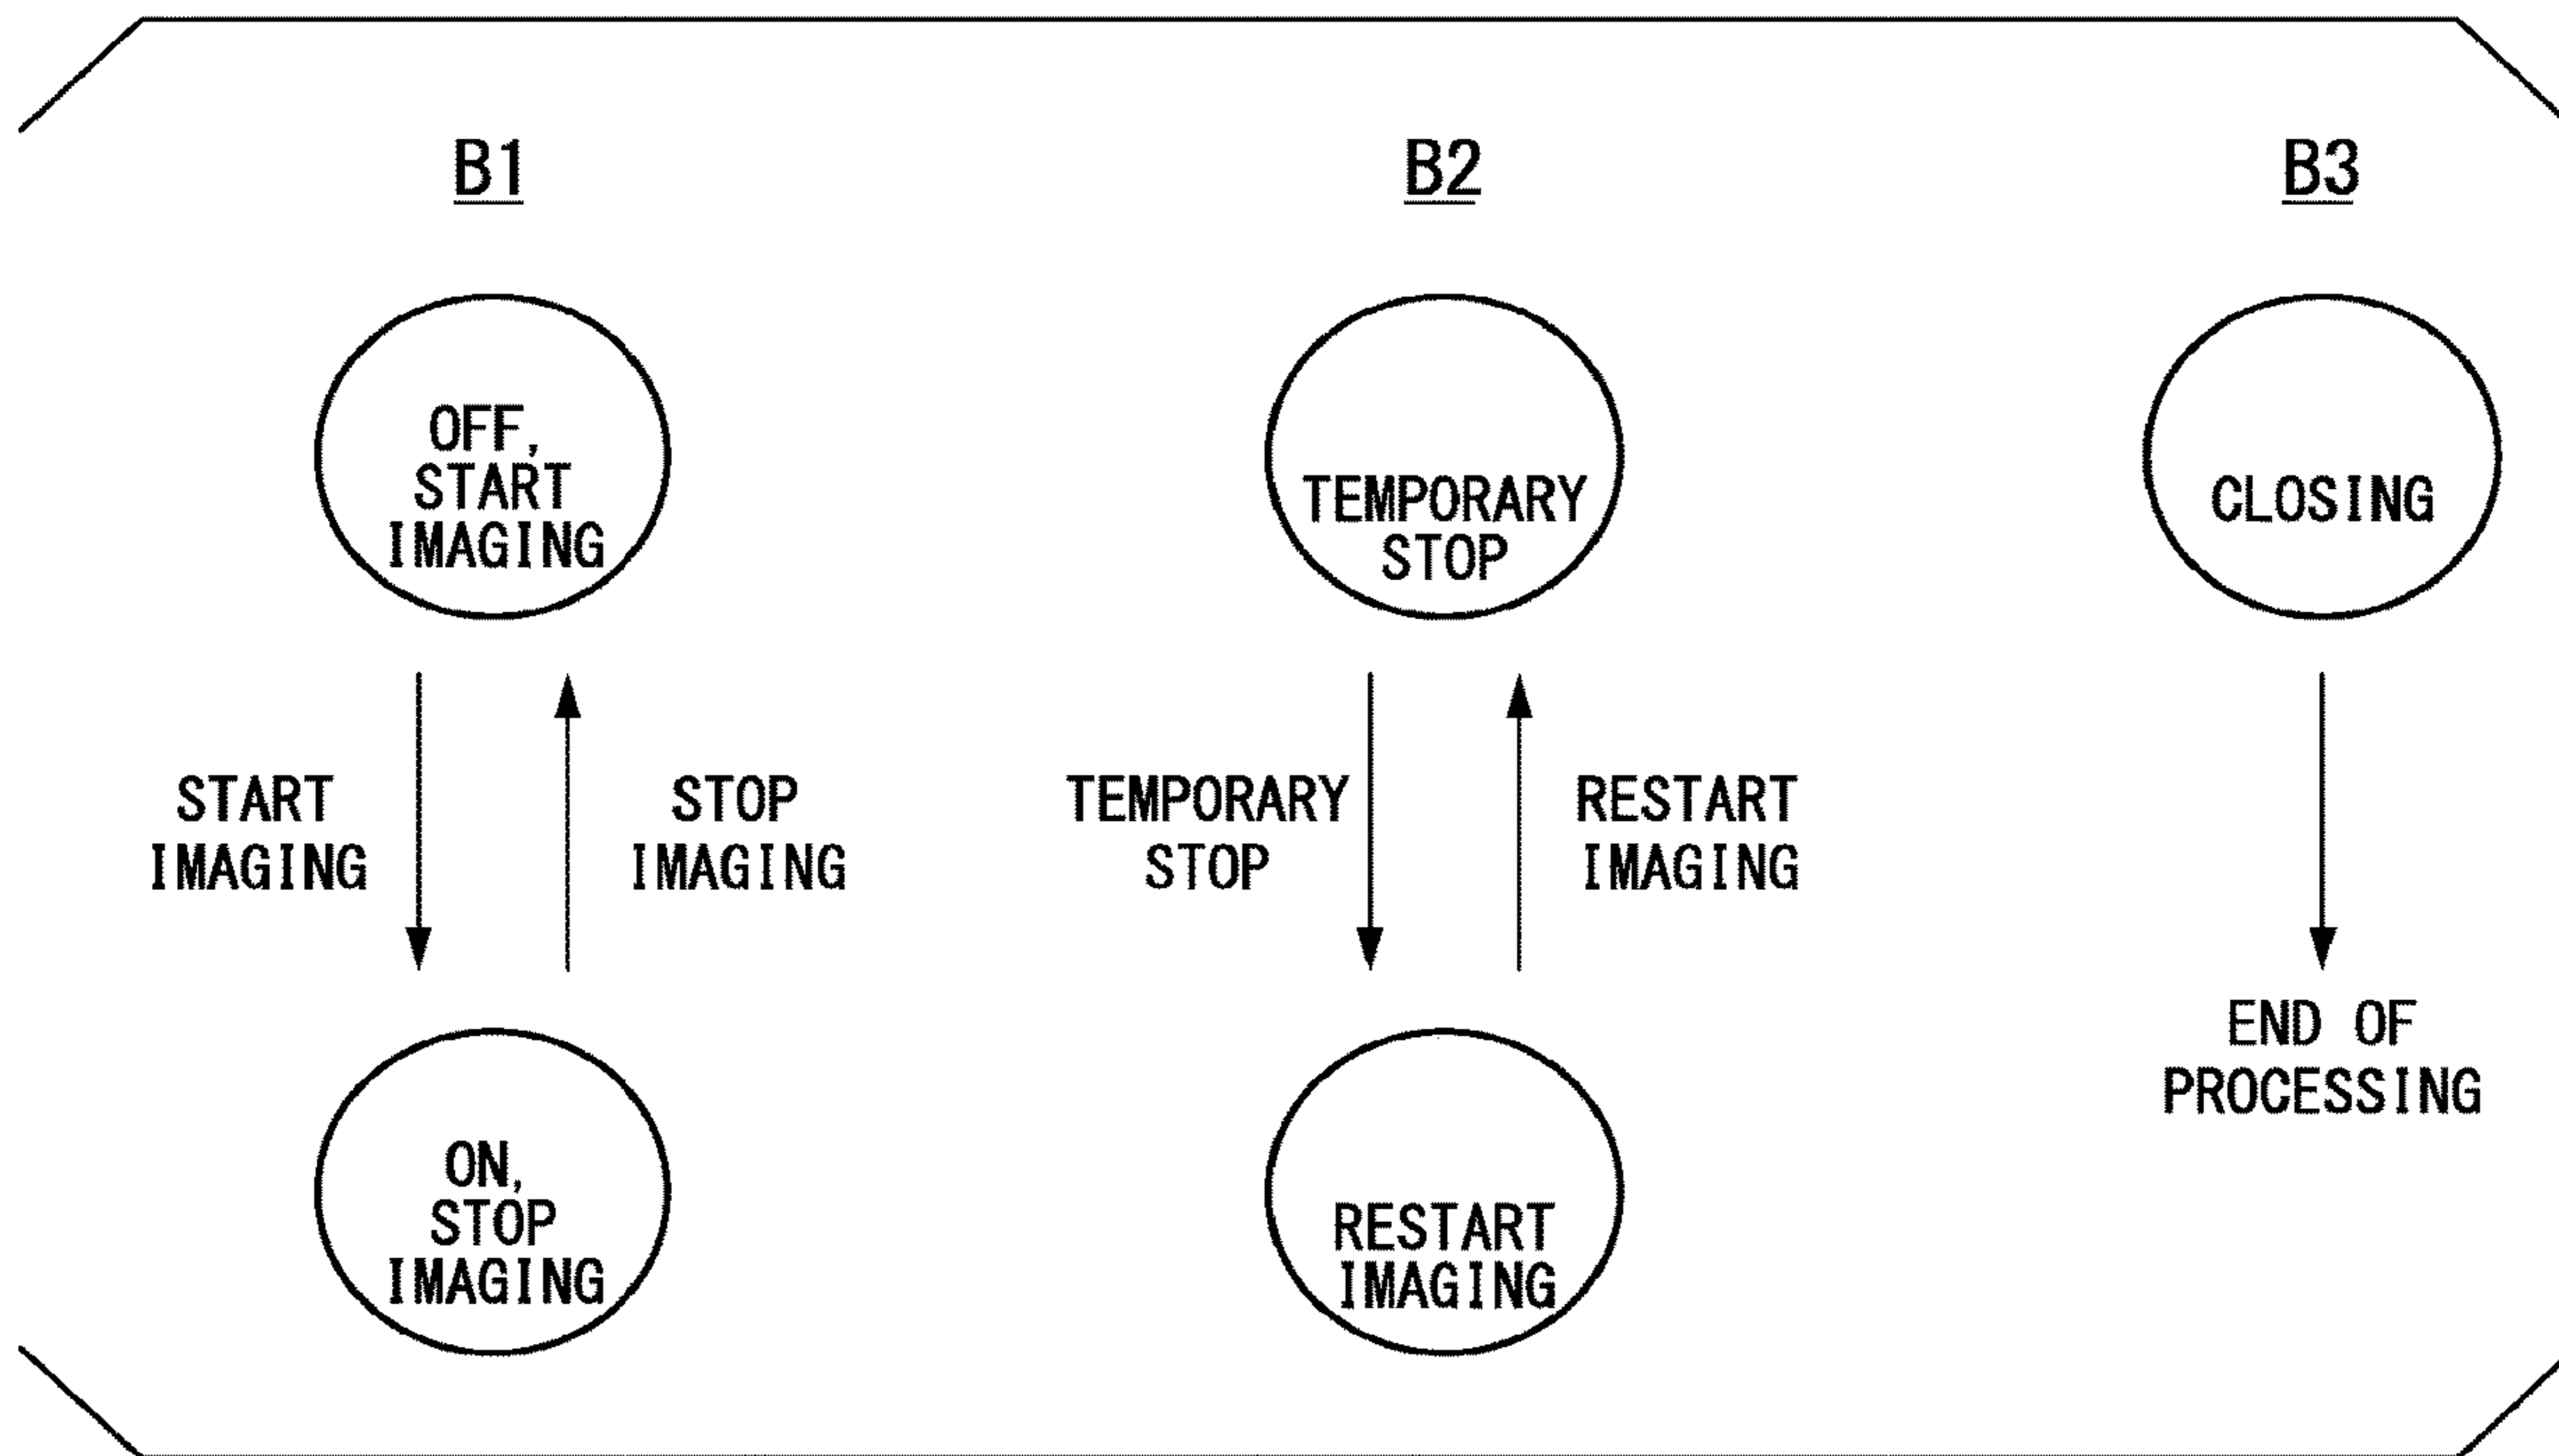 B1
B2
B3
OFF,
START
IMAGING
TEMPORARY
STOP
CLOSING
START
IMAGING
STOP
IMAGING
TEMPORARY
STOP
RESTART
IMAGING
END OF
PROCESSING
ON,
STOP
IMAGING
RESTART
IMAGING